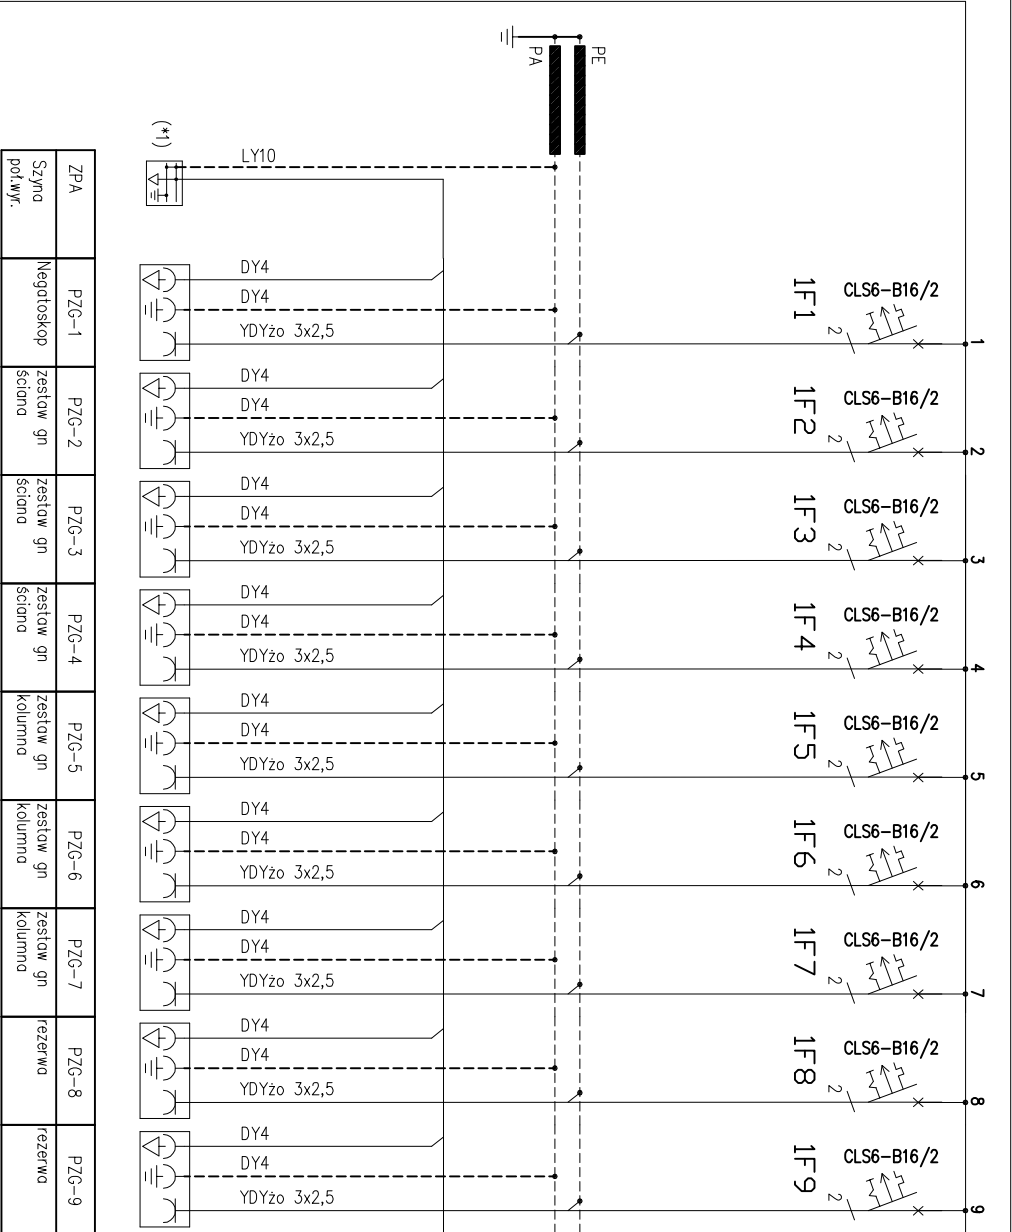 PE
PA
(*1)
LY10
1
2
3
4
5
6
7
8
9
CLS6-B16/2
1F1
2
CLS6-B16/2
1F2
2
CLS6-B16/2
1F3
2
CLS6-B16/2
1F4
2
CLS6-B16/2
1F5
2
CLS6-B16/2
1F6
2
CLS6-B16/2
1F7
2
CLS6-B16/2
1F8
2
CLS6-B16/2
1F9
2
DY4
DY4
YDYżo 3x2,5
DY4
DY4
YDYżo 3x2,5
DY4
DY4
YDYżo 3x2,5
DY4
DY4
YDYżo 3x2,5
DY4
DY4
YDYżo 3x2,5
DY4
DY4
YDYżo 3x2,5
DY4
DY4
YDYżo 3x2,5
DY4
DY4
YDYżo 3x2,5
DY4
DY4
YDYżo 3x2,5
ZPA
Szyna
poł.wyr.
PZG-1
Negatoskop
PZG-2
zestaw gn
ściana
PZG-3
zestaw gn
ściana
PZG-4
zestaw gn
ściana
PZG-5
zestaw gn
kolumna
PZG-6
zestaw gn
kolumna
PZG-7
zestaw gn
kolumna
PZG-8
rezerwa
PZG-9
rezerwa